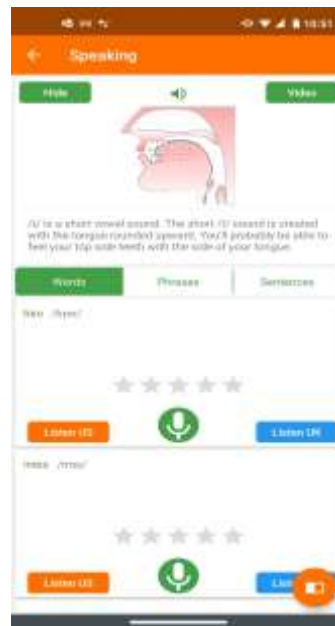 10:51
Speaking
Hide
Video
is a short vowel sound. The short /i/ sound is created
with the tongue rounded upward. You'll probably be able to
feel your top side teeth with the side of your tongue.
Words
Phrases
Sentences
Listen US
Listen UK
Listen US